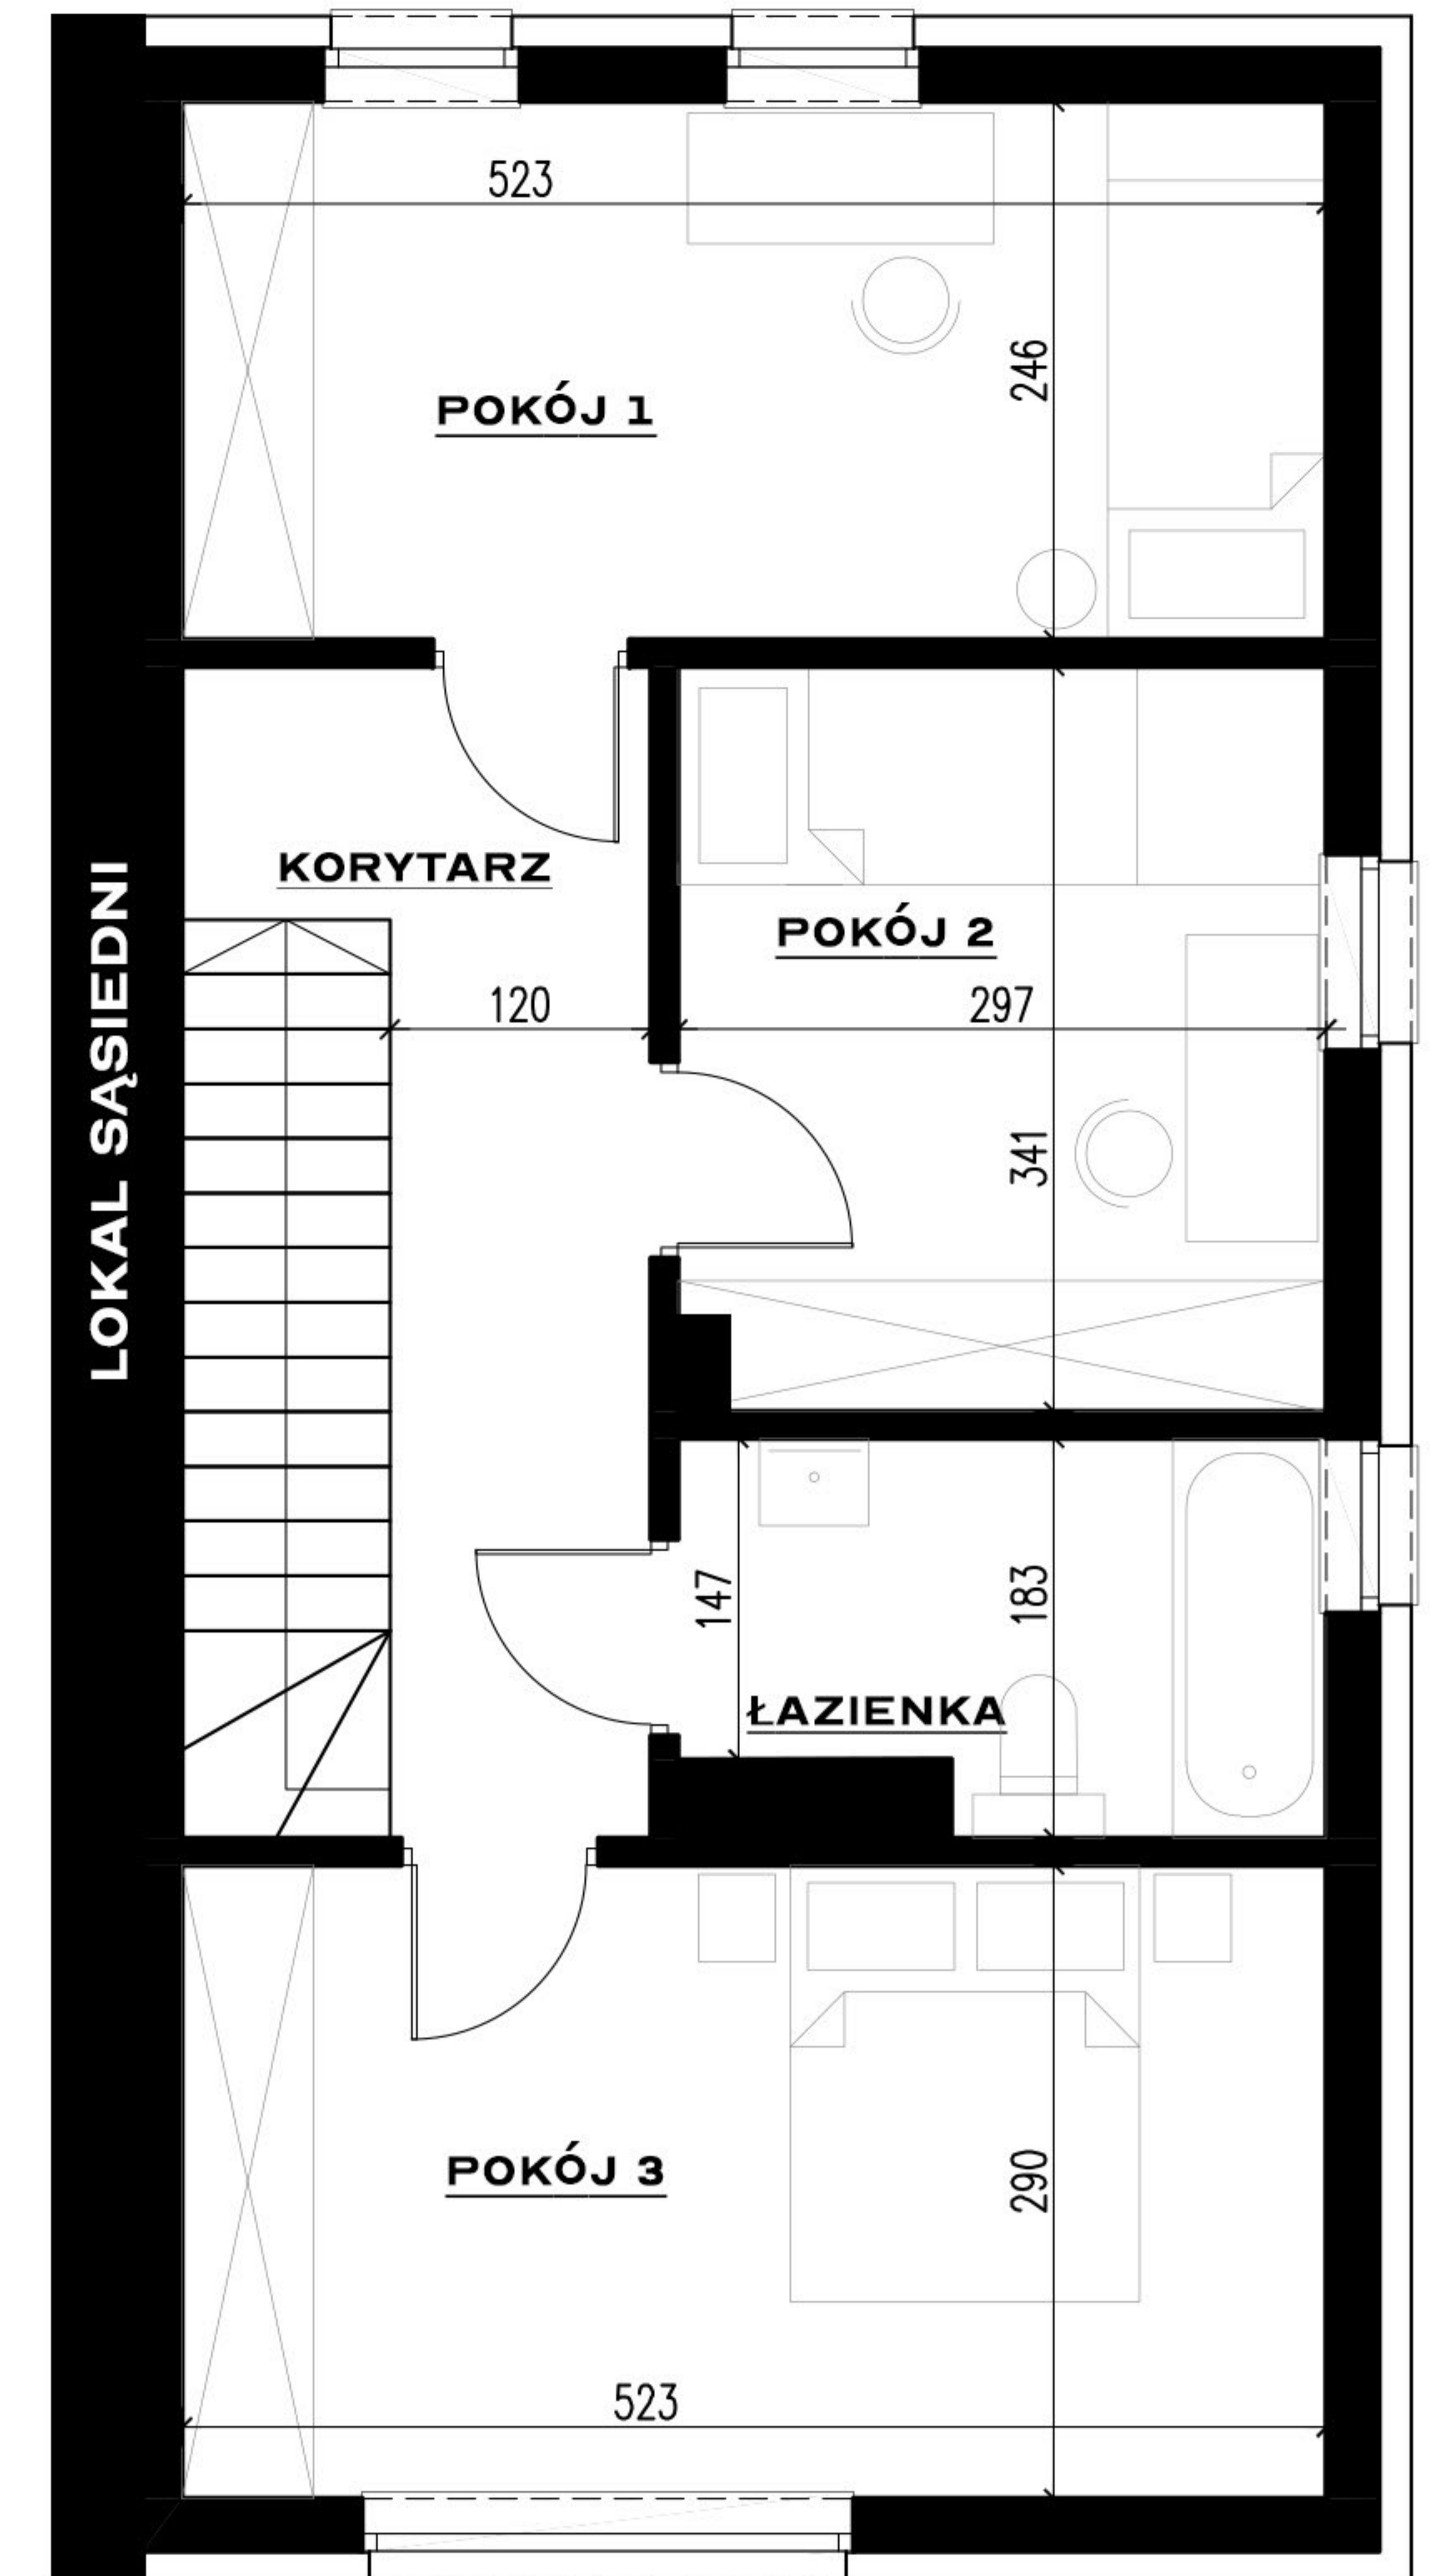 523
246
POKÓJ 1
KORYTARZ
POKÓJ 2
120
297
LOKAL SĄSIEDNI
341
147
183
ŁAZIENKA
POKÓJ 3
290
523